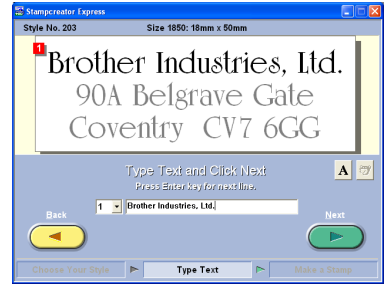 Stampcreator Express
Style No. 203 Size 1850: 18mm x 50mm
1
Brother Industries, Ltd.
90A Belgrave Gate
Coventry CV7 6GG
Type Text and Click Next
A
Press Enter key for next line.
1 Brother Industries, Ltd.
Back Next
Choose Your Style Type Text Make a Stamp